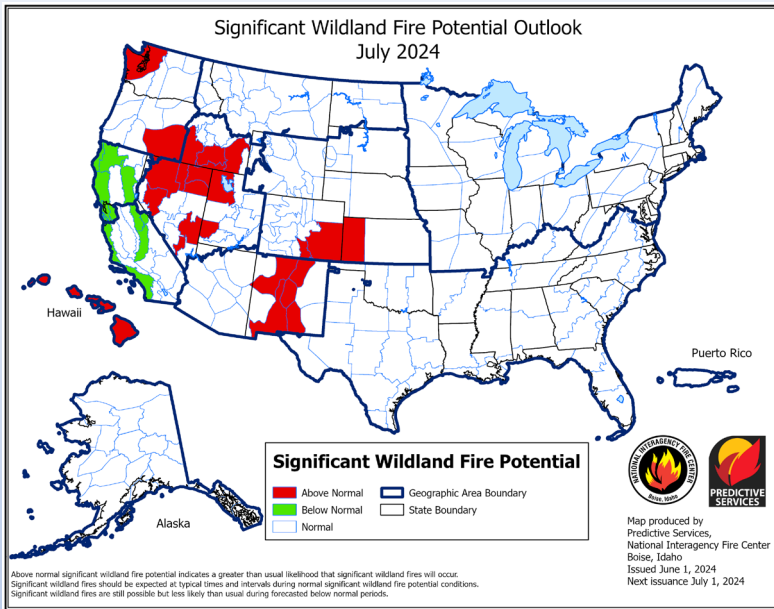 Significant Wildland Fire Potential Outlook
July 2024
Hawaii
Puerto Rico
Alaska
Significant Wildland Fire Potential
Above Normal
Geographic Area Boundary
Below Normal
State Boundary
Normal
NATIONAL INTERAGENCY FIRE CENTER
Boise, Idaho
PREDICTIVE
SERVICES
Map produced by
Predictive Services,
National Interagency Fire Center
Boise, Idaho
Issued June 1, 2024
Next issuance July 1, 2024
Above normal significant wildland fire potential indicates a greater than usual likelihood that significant wildland fires will occur.
Significant wildland fires should be expected at typical times and intervals during normal significant wildland fire potential conditions.
Significant wildland fires are still possible but less likely than usual during forecasted below normal periods.